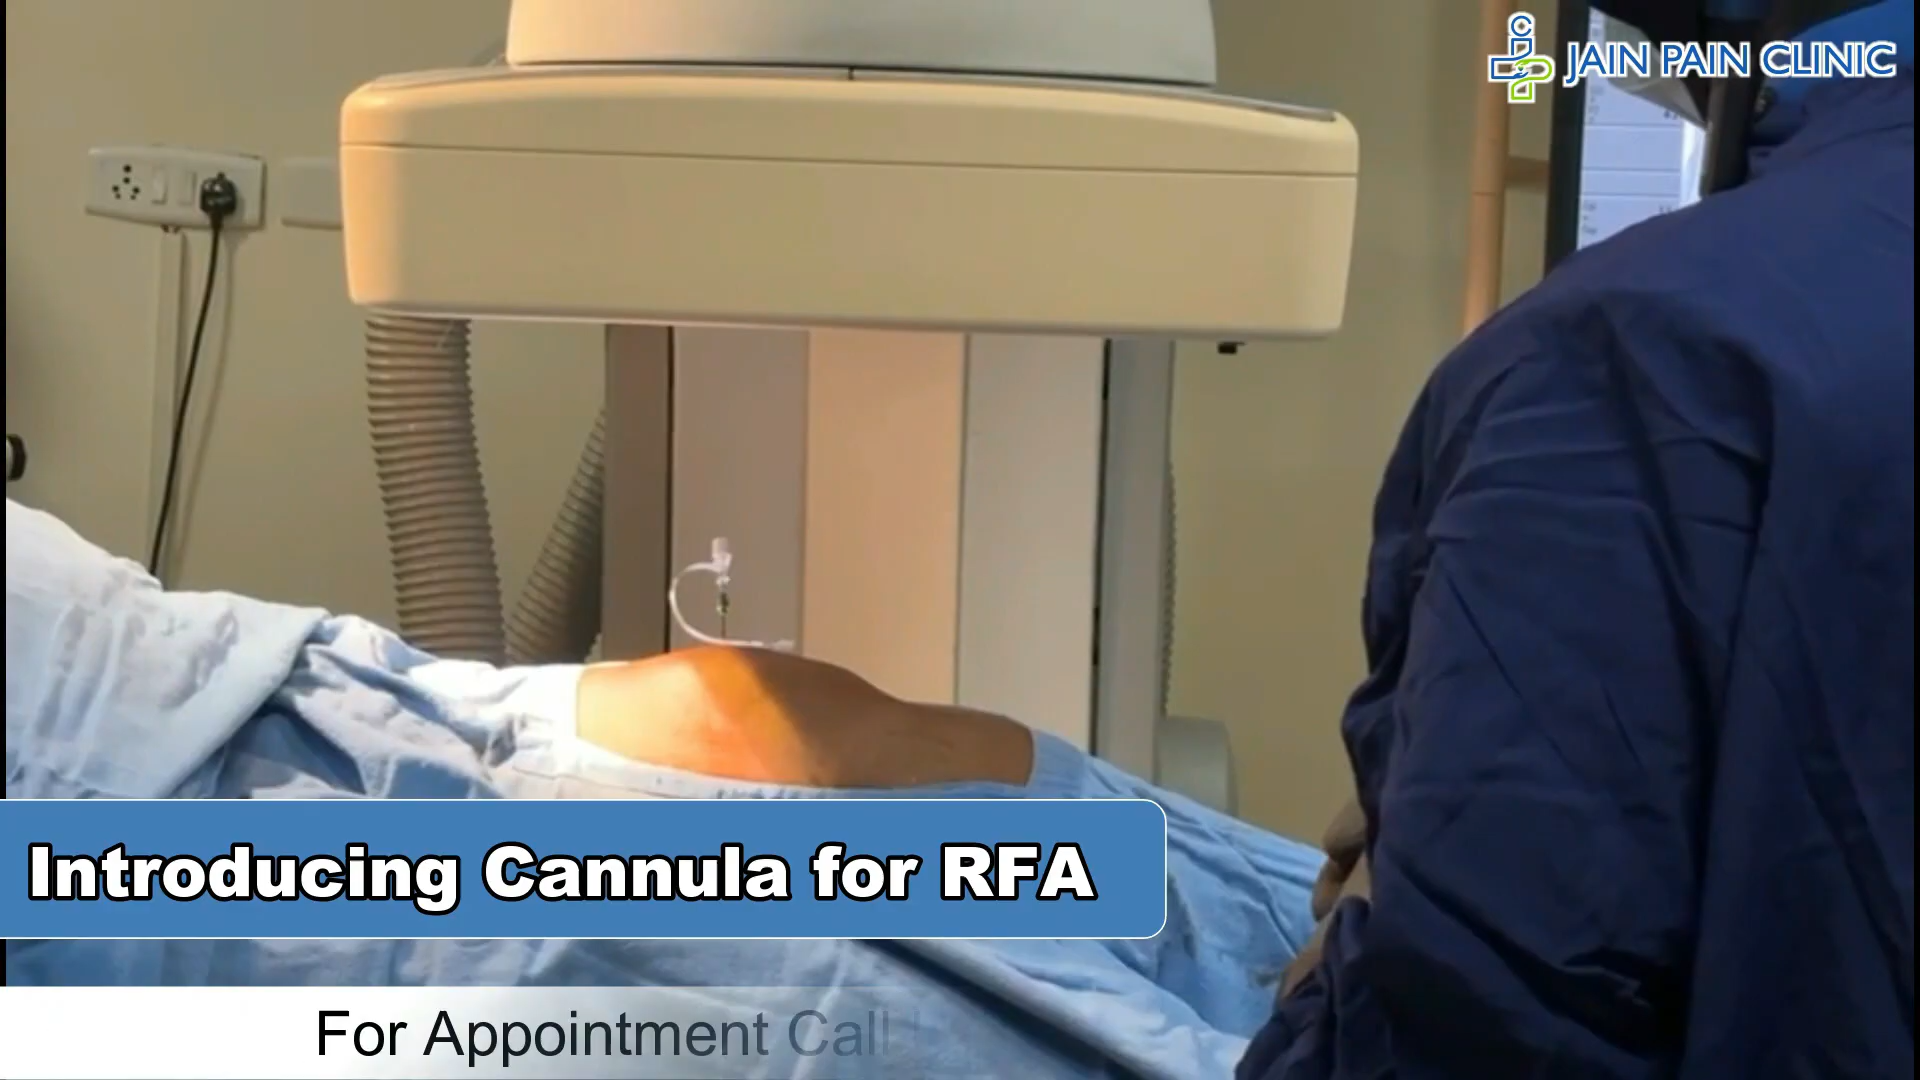 JAIN PAIN CLINIC
Introducing Cannula for RFA
For Appointment Call